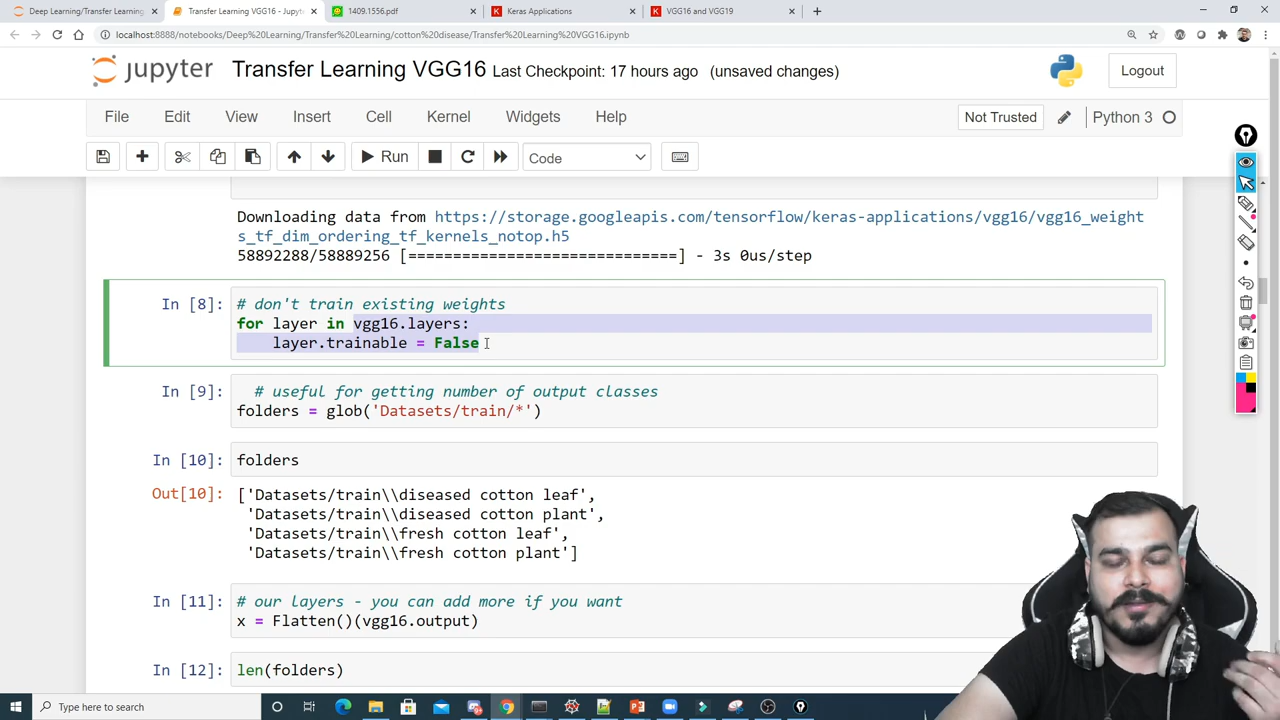 Deep Learning/Transfer Learning
Transfer Learning VGG16 - Jupyt
1409.1556.pdf
Keras Applications
VGG16 and VGG19
localhost:8888/notebooks/Deep%20Learning/Transfer%20Learning/cotton%20disease/Transfer%20Learning%20VGG16.ipynb
jupyter Transfer Learning VGG16 Last Checkpoint: 17 hours ago (unsaved changes)
Logout
File Edit View Insert Cell Kernel Widgets Help
Not Trusted
Python 3
Run
Code
Downloading data from https://storage.googleapis.com/tensorflow/keras-applications/vgg16/vgg16_weight
s_tf_dim_ordering_tf_kernels_notop.h5
58892288/58889256 [==============================] - 3s 0us/step
In [8]: # don't train existing weights
for layer in vgg16.layers:
layer.trainable = False
In [9]: # useful for getting number of output classes
folders = glob('Datasets/train/*')
In [10]: folders
Out[10]: ['Datasets/train\\diseased cotton leaf',
'Datasets/train\\diseased cotton plant',
'Datasets/train\\fresh cotton leaf',
'Datasets/train\\fresh cotton plant']
In [11]: # our layers - you can add more if you want
x = Flatten()(vgg16.output)
In [12]: len(folders)
Type here to search